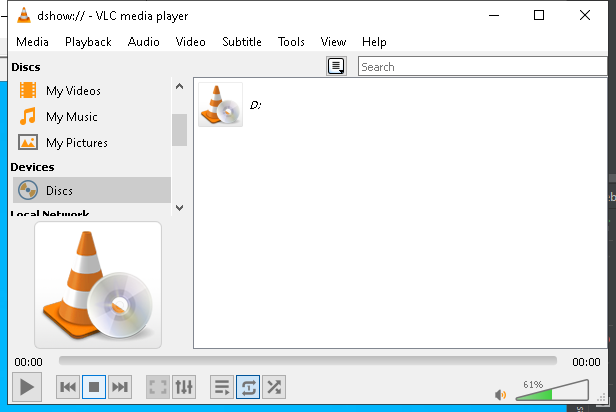 dshow:// - VLC media player
Media Playback Audio Video Subtitle Tools View Help
Discs
Search
My Videos
D:
My Music
My Pictures
Devices
Discs
Local Network
00:00 00:00
61%